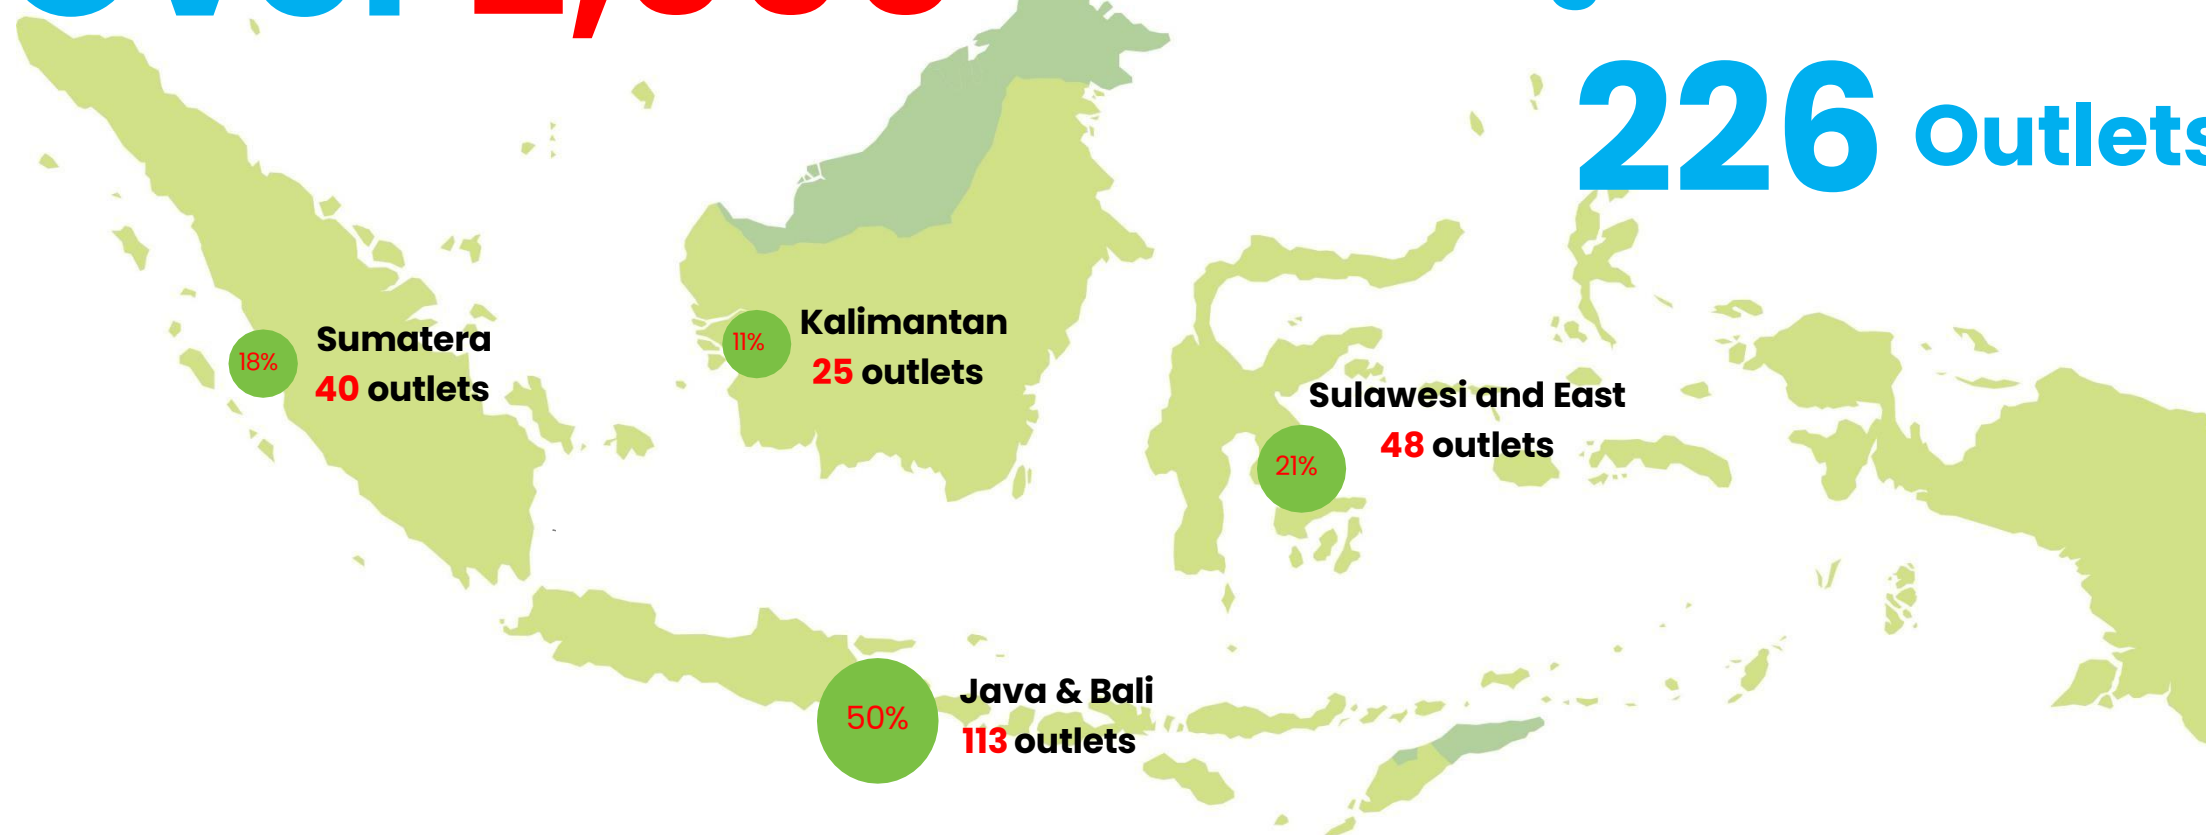 226 Outlets
Kalimantan
11%
25 outlets
Sumatera
18%
40 outlets
Sulawesi and East
48 outlets
21%
Java & Bali
50%
113 outlets